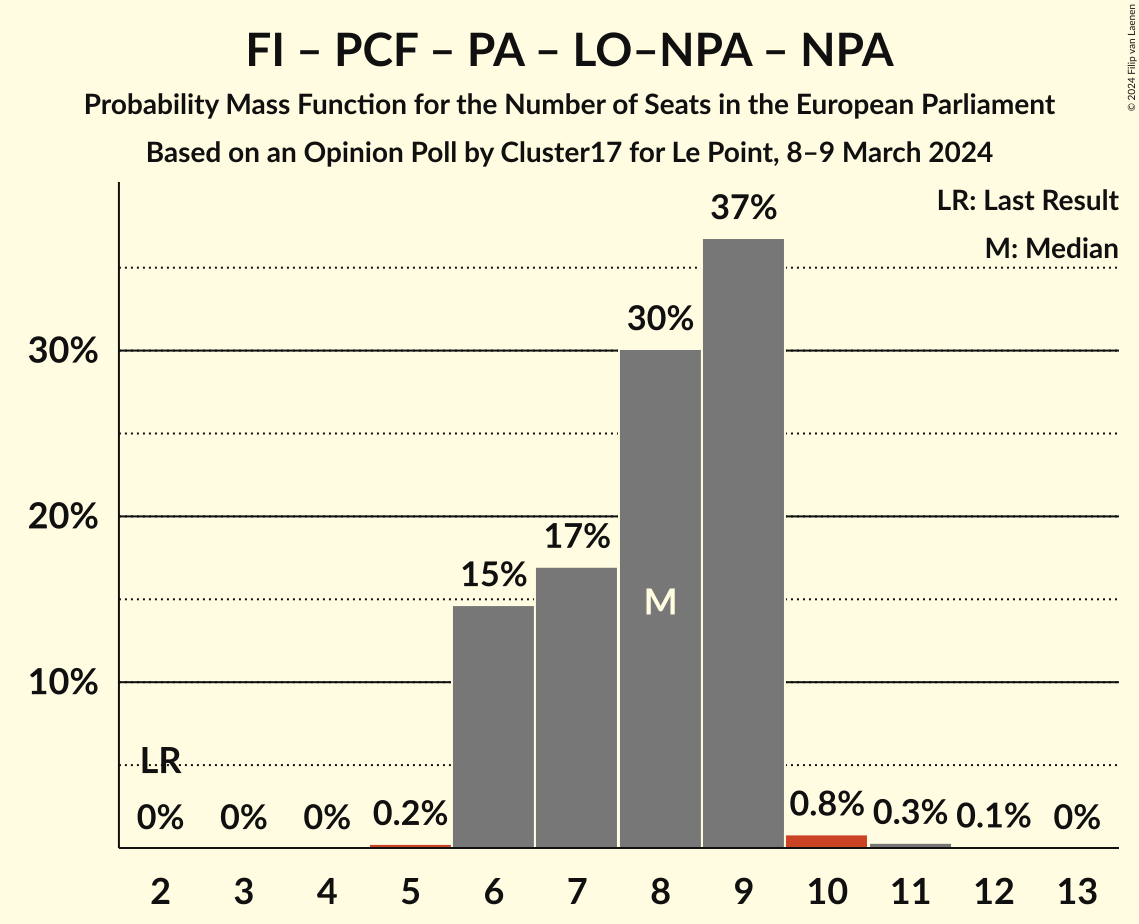 FI – PCF – PA – LO–NPA – NPA
Probability Mass Function for the Number of Seats in the European Parliament
Based on an Opinion Poll by Cluster17 for Le Point, 8–9 March 2024
© 2024 Filip van Laenen
LR: Last Result
M: Median
37%
30%
30%
20%
17%
15%
M
10%
LR
0% 0% 0% 0.2% 0.8% 0.3% 0.1% 0%
2 3 4 5 6 7 8 9 10 11 12 13